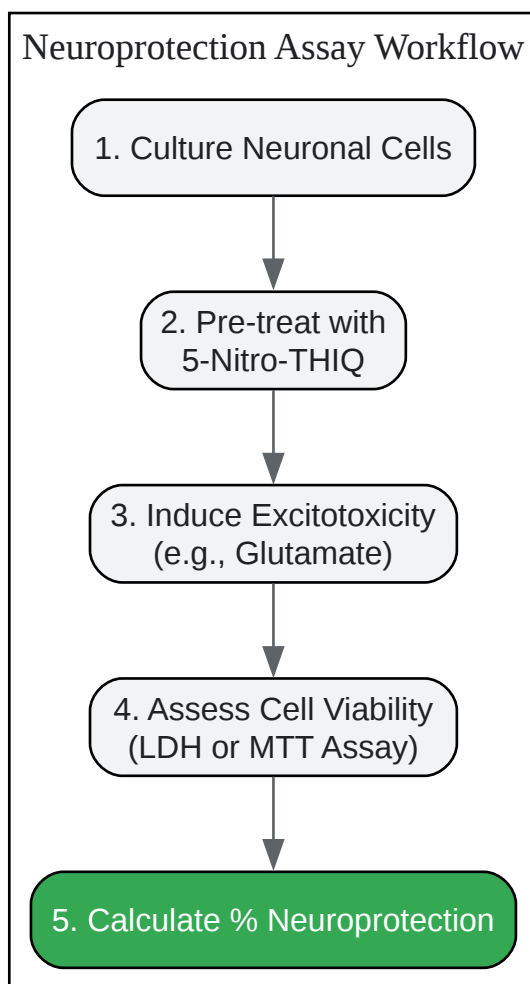 Neuroprotection Assay Workflow
1. Culture Neuronal Cells
2. Pre-treat with
5-Nitro-THIQ
3. Induce Excitotoxicity
(e.g., Glutamate)
4. Assess Cell Viability
(LDH or MTT Assay)
5. Calculate % Neuroprotection